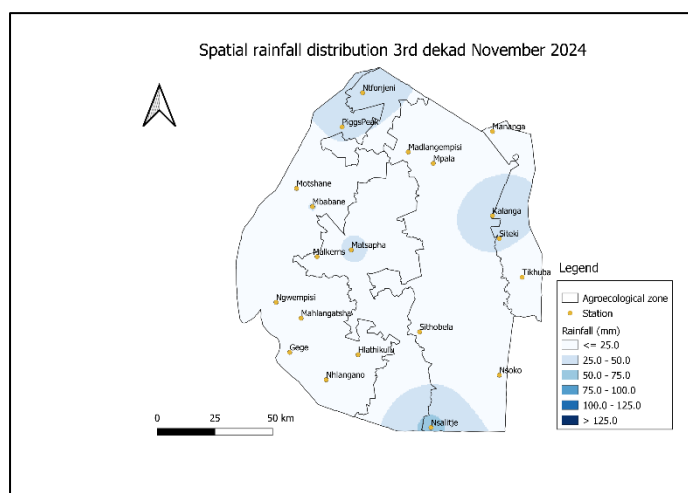 Spatial rainfall distribution 3rd dekad November 2024
Ntfonjeni
PiggsPeak
Mananga
Madlangempisi
Mpala
Motshane
Mbabane
Kalanga
Siteki
Matsapha
Malkerns
Tikhuba
Ngwempisi
Mahlangatsha
Sithobela
Gege
Hlathikulu
Nsoko
Nhlangano
Nsalitje
0 25 50 km
Legend
Agroecological zone
Station
Rainfall (mm)
<= 25.0
25.0 - 50.0
50.0 - 75.0
75.0 - 100.0
100.0 - 125.0
> 125.0